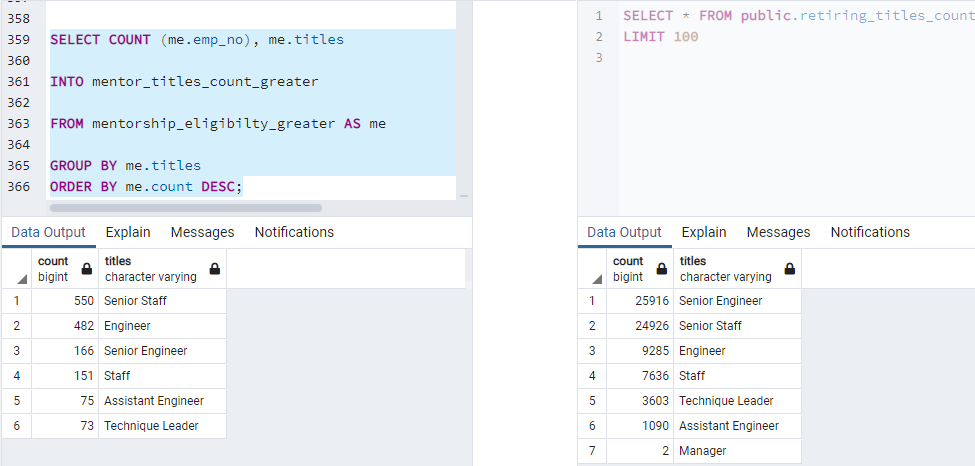 358
359 SELECT COUNT (me.emp_no), me.titles
360
361 INTO mentor_titles_count_greater
362
363 FROM mentorship_eligibilty_greater AS me
364
365 GROUP BY me.titles
366 ORDER BY me.count DESC;
Data Output Explain Messages Notifications
count
bigint
titles
character varying
1 550 Senior Staff
2 482 Engineer
3 166 Senior Engineer
4 151 Staff
5 75 Assistant Engineer
6 73 Technique Leader
1 SELECT * FROM public.retiring_titles_count
2 LIMIT 100
3
Data Output Explain Messages Notifications
count
bigint
titles
character varying
1 25916 Senior Engineer
2 24926 Senior Staff
3 9285 Engineer
4 7636 Staff
5 3603 Technique Leader
6 1090 Assistant Engineer
7 2 Manager